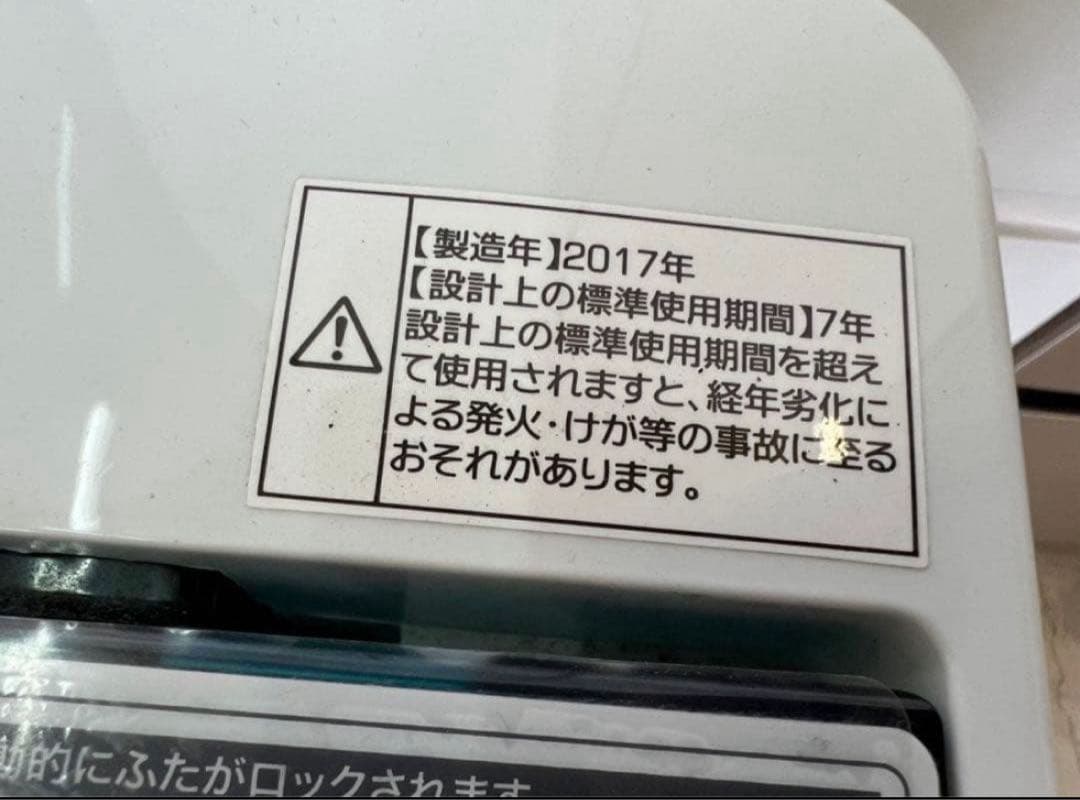 【製造年】2017年
【設計上の標準使用期間】7年
設計上の標準使用期間を超え
て使用されますと、経年劣化に
よる発火・けが等の事故に至る
おそれがあります。
動的にふたがロックされます